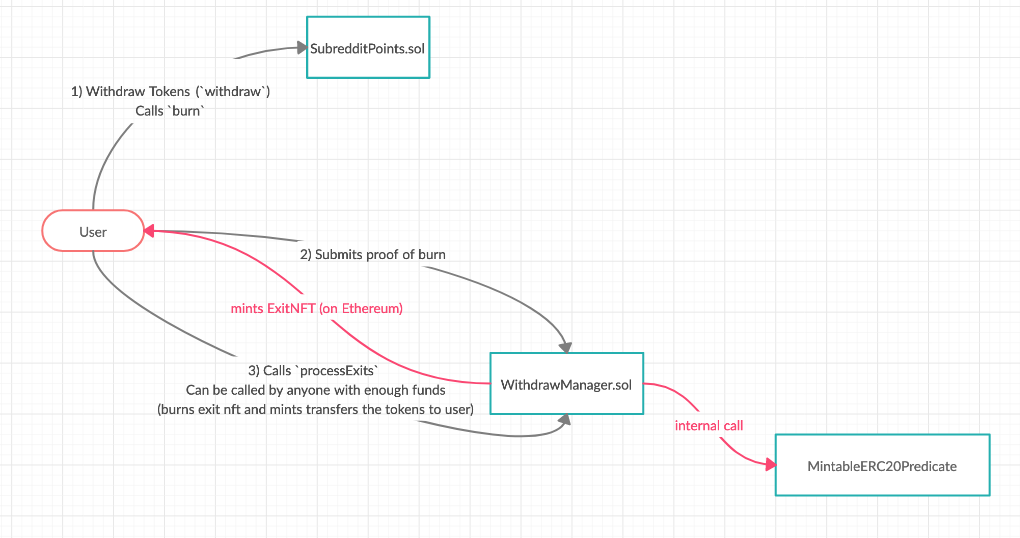 SubredditPoints.sol
1) Withdraw Tokens (`withdraw`)
Calls `burn`
User
2) Submits proof of burn
mints ExitNFT (on Ethereum)
3) Calls `processExits`
Can be called by anyone with enough funds
(burns exit nft and mints transfers the tokens to user)
WithdrawManager.sol
internal call
MintableERC20Predicate